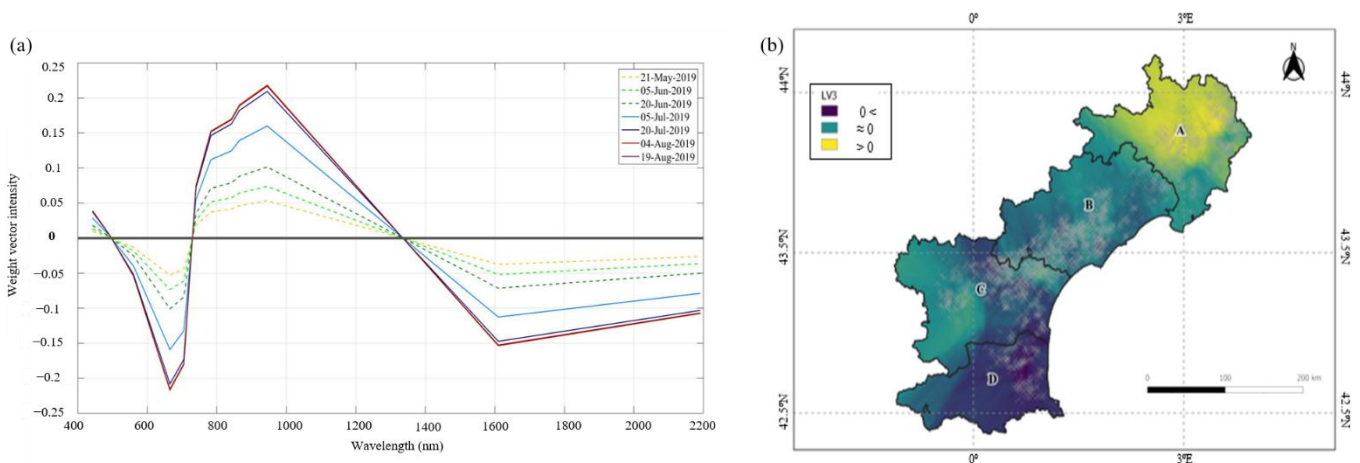 (a)
0.25
0.2
0.15
0.1
0.05
0
−0.05
−0.1
−0.15
−0.2
−0.25
Weight vector intensity
400 600 800 1000 1200 1400 1600 1800 2000 2200
Wavelength (nm)
21-May-2019
05-Jun-2019
20-Jun-2019
05-Jul-2019
20-Jul-2019
04-Aug-2019
19-Aug-2019
(b)
0° 3°E
44°N 44°N
43.5°N 43.5°N
42.5°N 42.5°N
0° 3°E
N
LV3
0 <
≈ 0
> 0
A
B
C
D
0 100 200 km